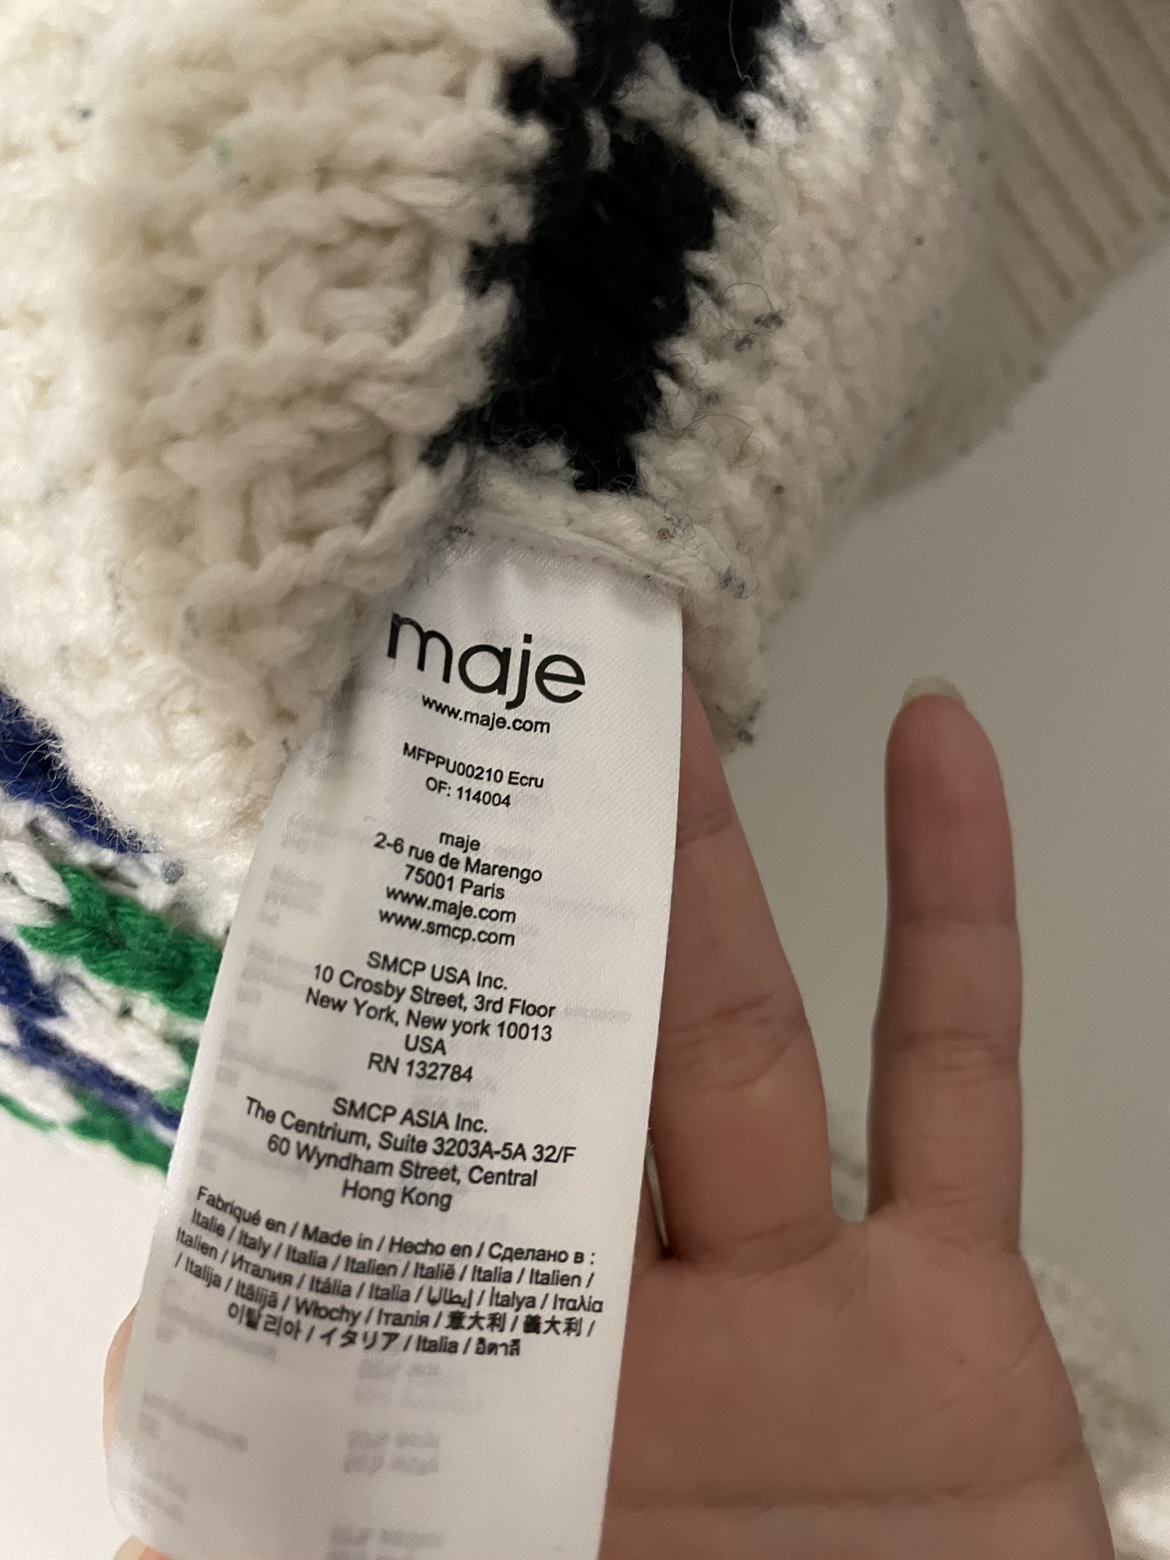 maje
www.maje.com
MFPPU00210 Ecru
OF: 114004
maje
2-6 rue de Marengo
75001 Paris
www.maje.com
www.smcp.com
SMCP USA Inc.
10 Crosby Street, 3rd Floor
New York, New york 10013
USA
RN 132784
SMCP ASIA Inc.
The Centrium, Suite 3203A-5A 32/F
60 Wyndham Street, Central
Hong Kong
Fabriqué en / Made in / Hecho en / Сделано в :
Italie / Italy / Italia / Italien / Italië / Italia / Italien /
Italien / Италия / Itália / Italia / إيطاليا / İtalya / Ιταλία
/ Italija / Itālijā / Włochy / Італія / 意大利 / 義大利 /
이탈리아 / イタリア / Italia / อิตาลี